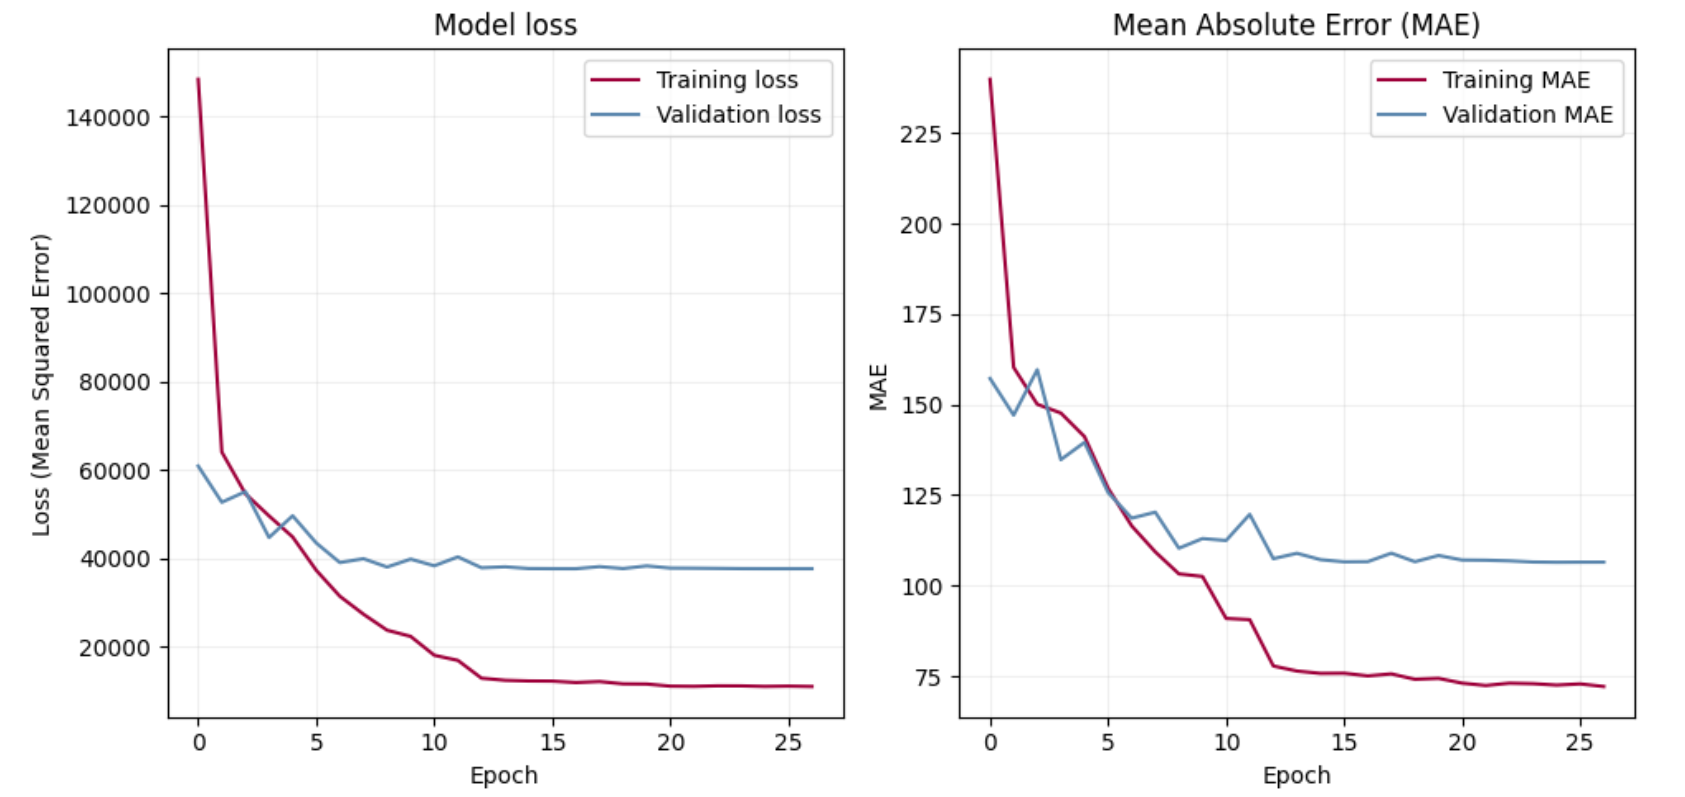 Model loss
Training loss
Validation loss
140000
120000
100000
80000
60000
40000
20000
Loss (Mean Squared Error)
0 5 10 15 20 25
Epoch
Mean Absolute Error (MAE)
Training MAE
Validation MAE
225
200
175
150
125
100
75
MAE
0 5 10 15 20 25
Epoch